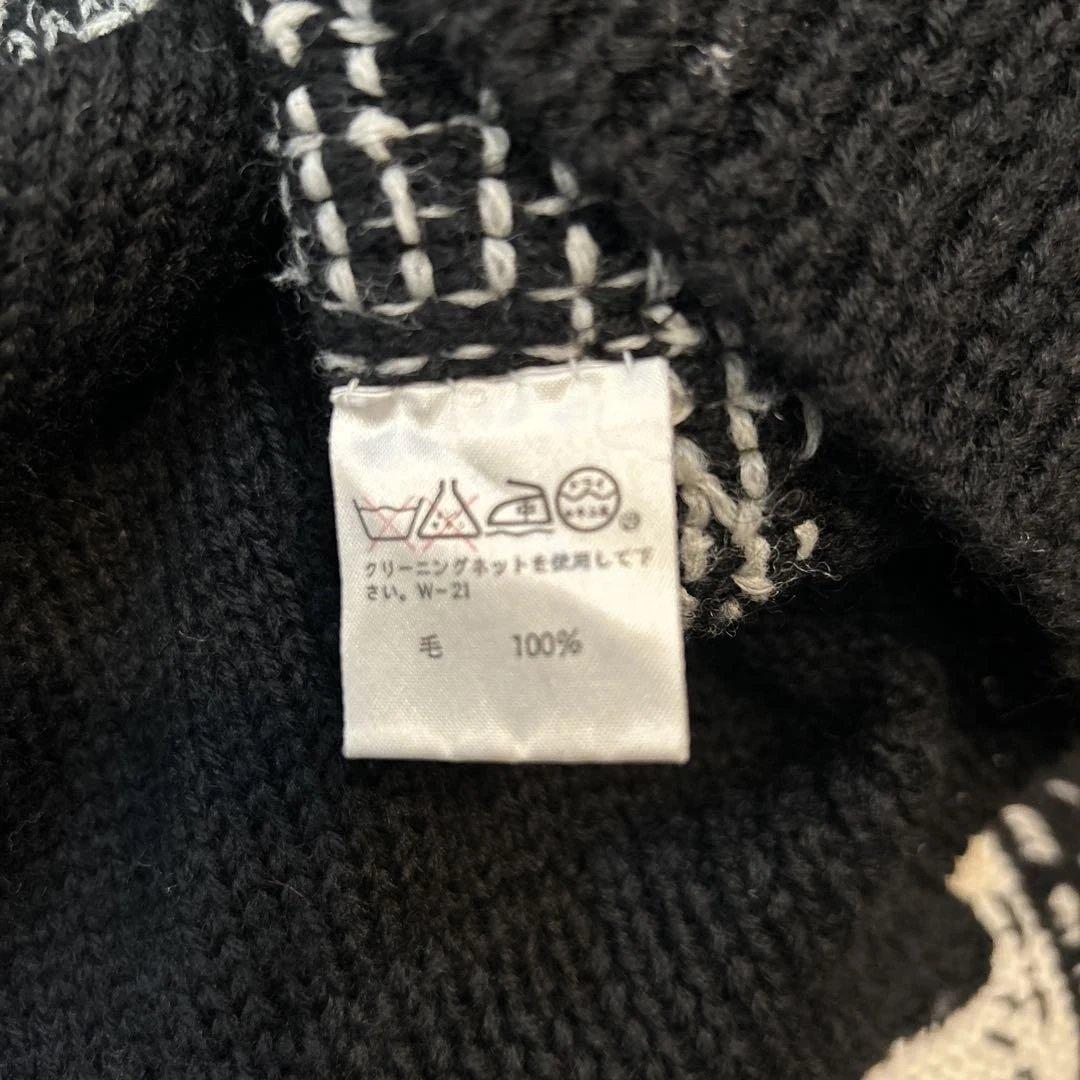 中
クリーニングネットを使用して下
さい。W-21
毛 100%